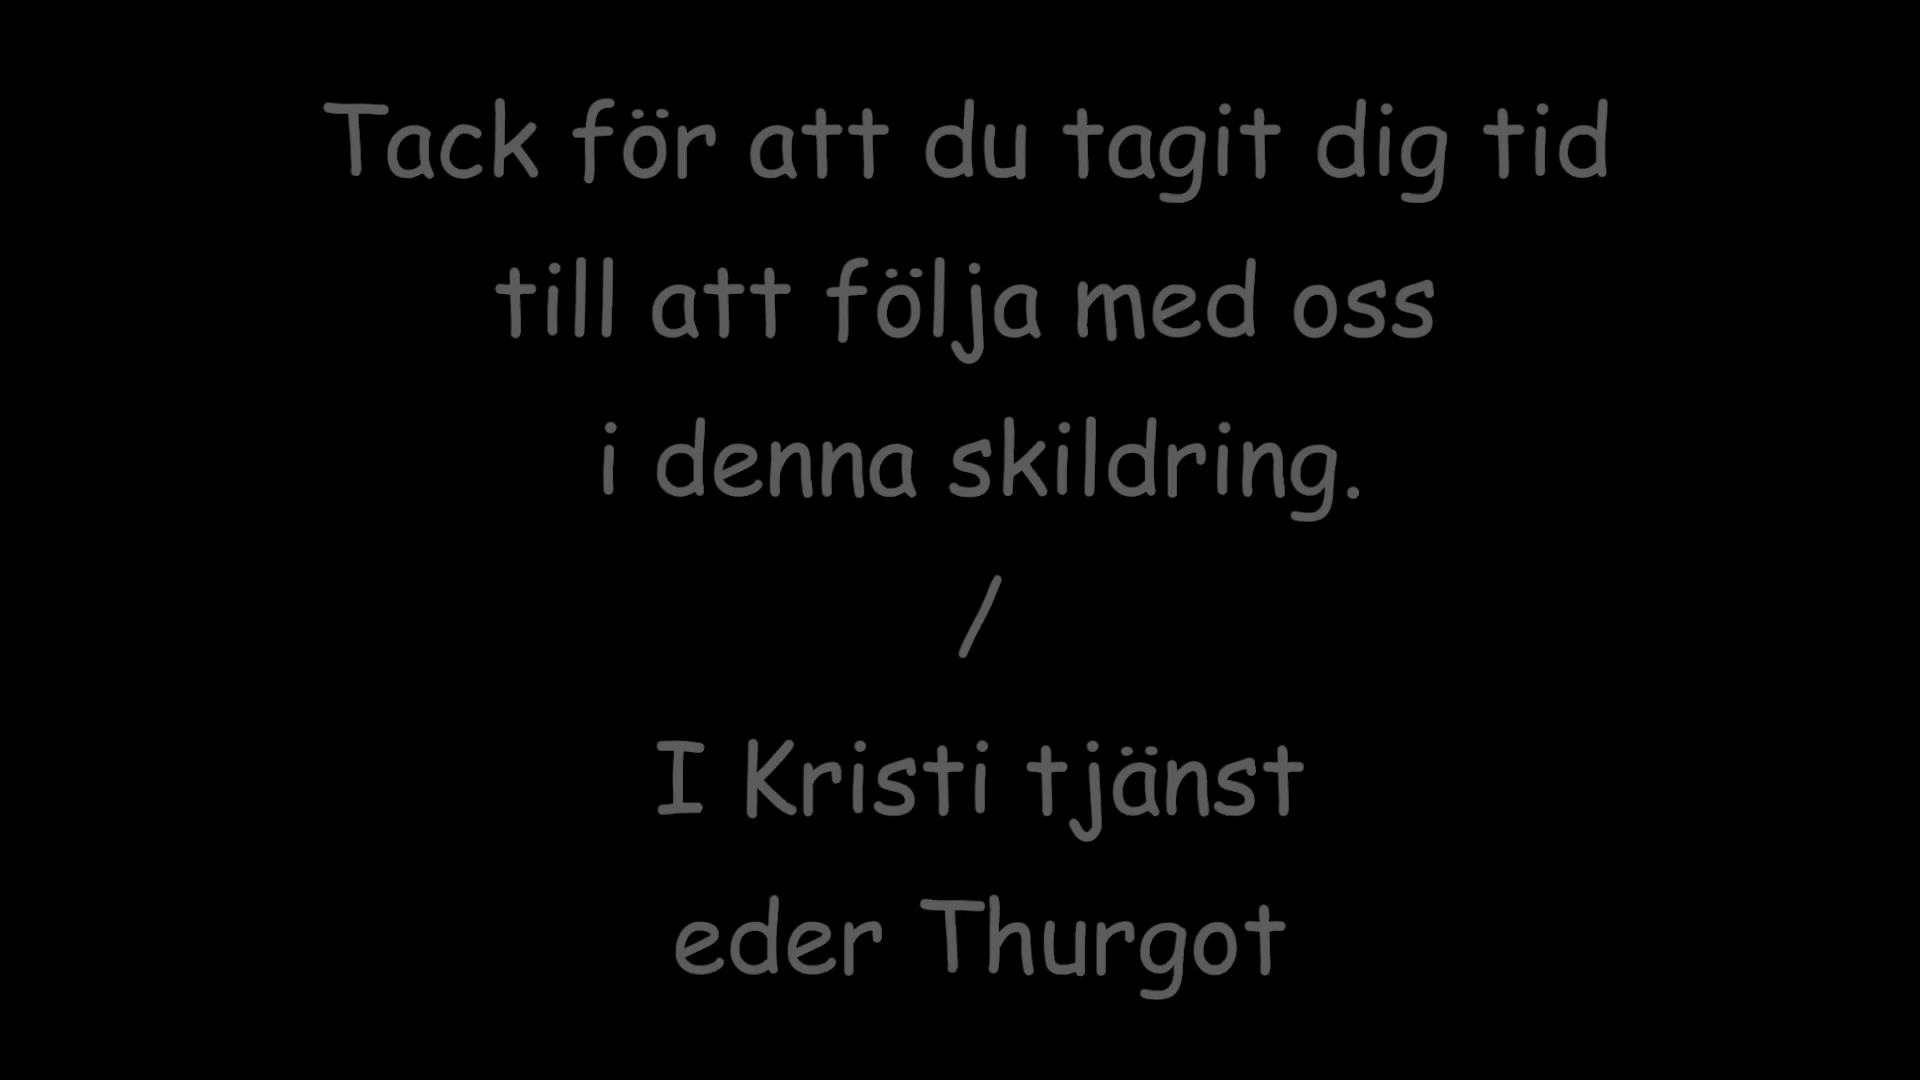 Tack för att du tagit dig tid
till att följa med oss
i denna skildring.
/
I Kristi tjänst
eder Thurgot